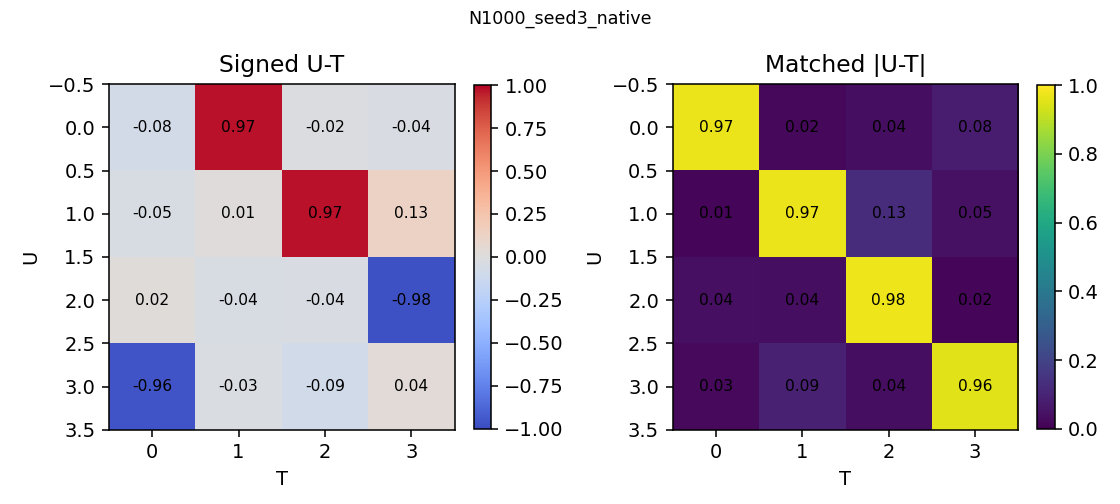 N1000_seed3_native
Signed U-T
−0.5
0.0
0.5
1.0
1.5
2.0
2.5
3.0
3.5
U
-0.08 0.97 -0.02 -0.04
-0.05 0.01 0.97 0.13
0.02 -0.04 -0.04 -0.98
-0.96 -0.03 -0.09 0.04
0 1 2 3
T
1.00
0.75
0.50
0.25
0.00
−0.25
−0.50
−0.75
−1.00
Matched |U-T|
−0.5
0.0
0.5
1.0
1.5
2.0
2.5
3.0
3.5
U
0.97 0.02 0.04 0.08
0.01 0.97 0.13 0.05
0.04 0.04 0.98 0.02
0.03 0.09 0.04 0.96
0 1 2 3
T
1.0
0.8
0.6
0.4
0.2
0.0